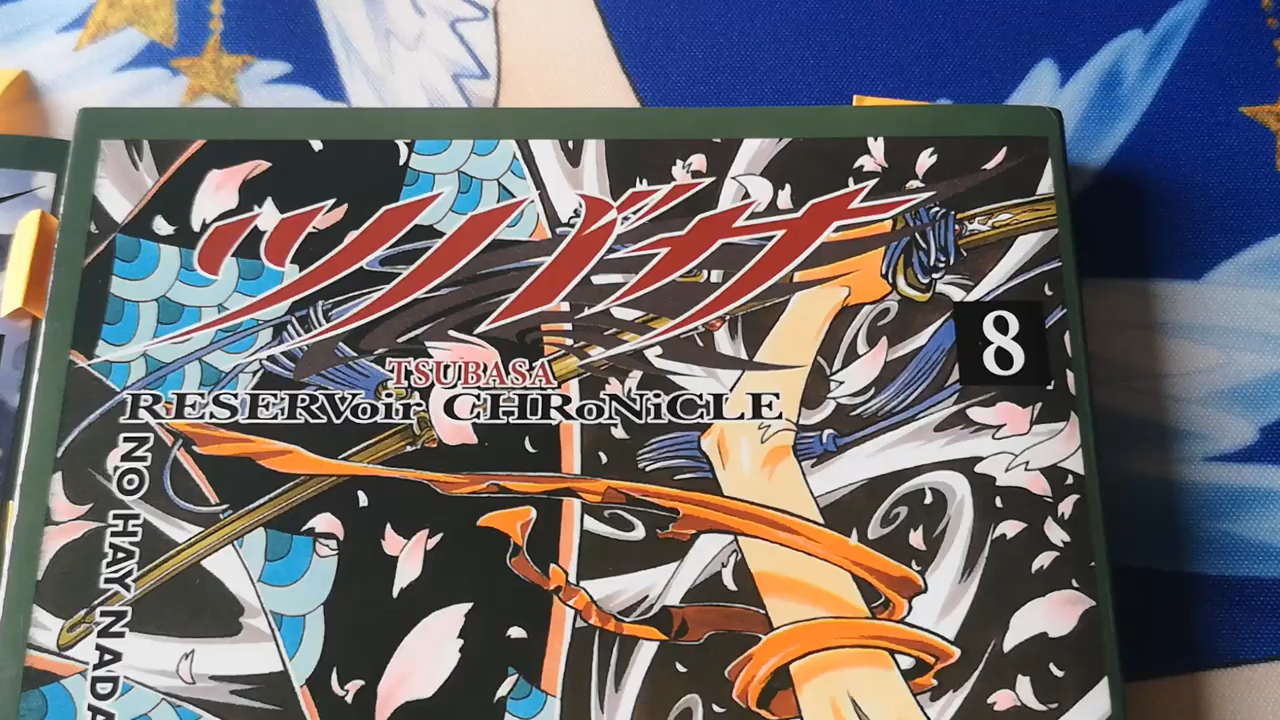 ツバサ
8
TSUBASA
RESERVoir CHRoNiCLE
NO HAY NADA